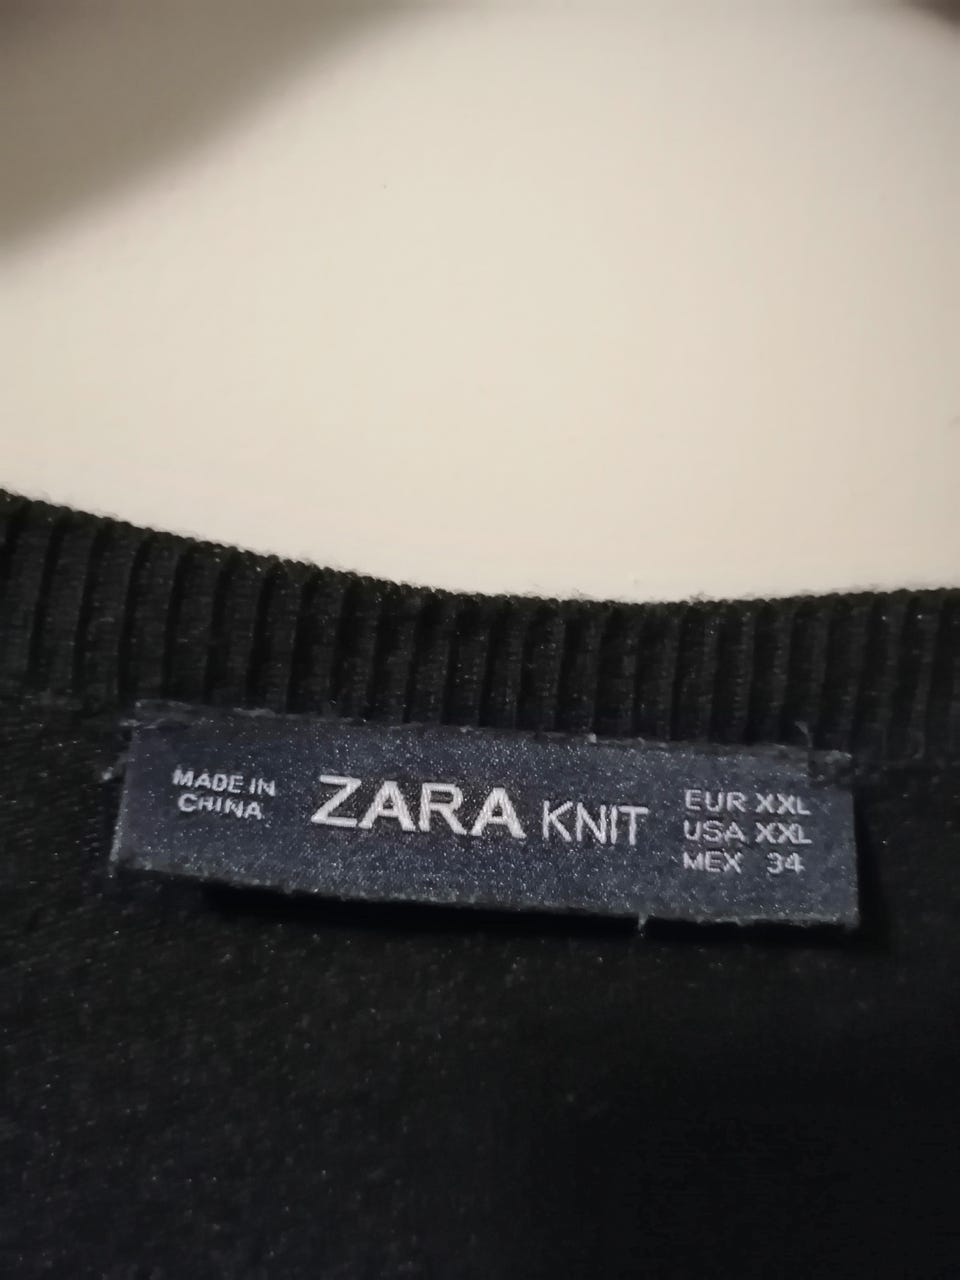 MADE IN
CHINA
ZARA KNIT
EUR XXL
USA XXL
MEX 34